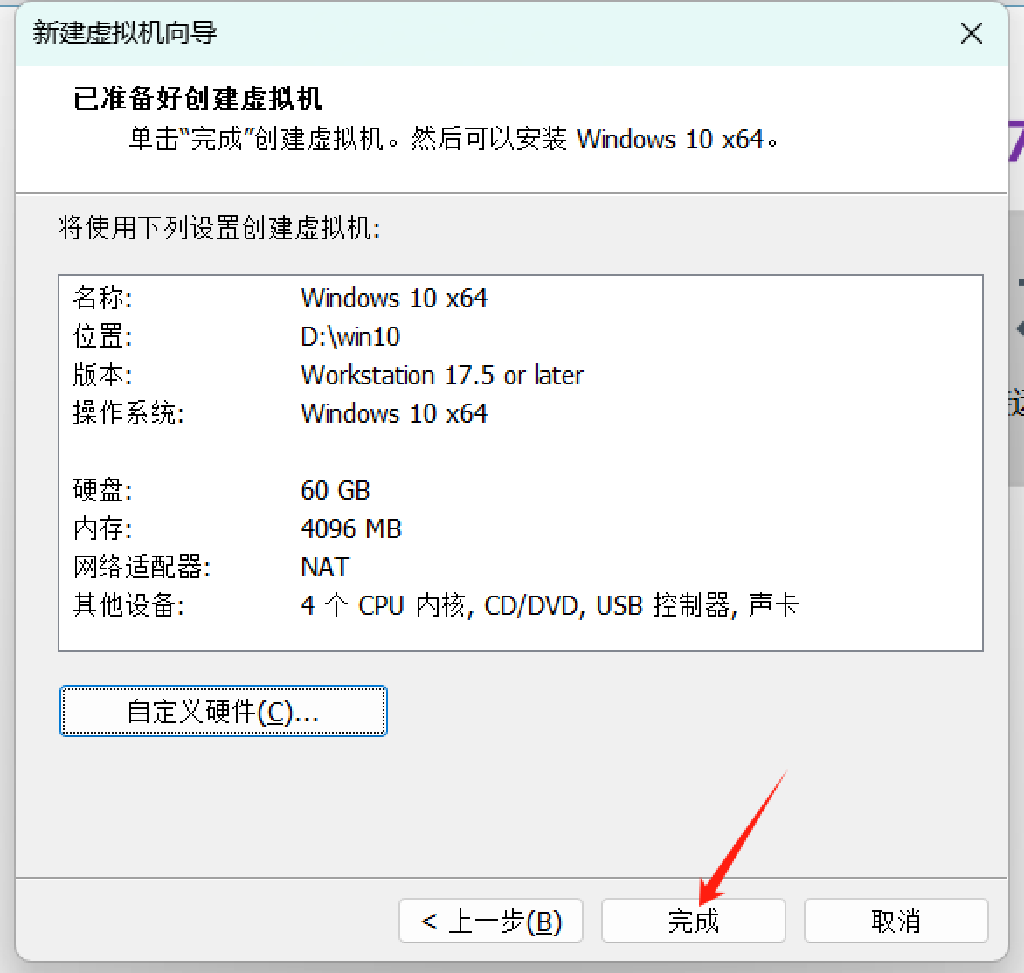 新建虚拟机向导
已准备好创建虚拟机
单击“完成”创建虚拟机。然后可以安装 Windows 10 x64。
将使用下列设置创建虚拟机:
名称: Windows 10 x64
位置: D:\win10
版本: Workstation 17.5 or later
操作系统: Windows 10 x64
硬盘: 60 GB
内存: 4096 MB
网络适配器: NAT
其他设备: 4 个 CPU 内核, CD/DVD, USB 控制器, 声卡
自定义硬件(C)...
< 上一步(B) 完成 取消